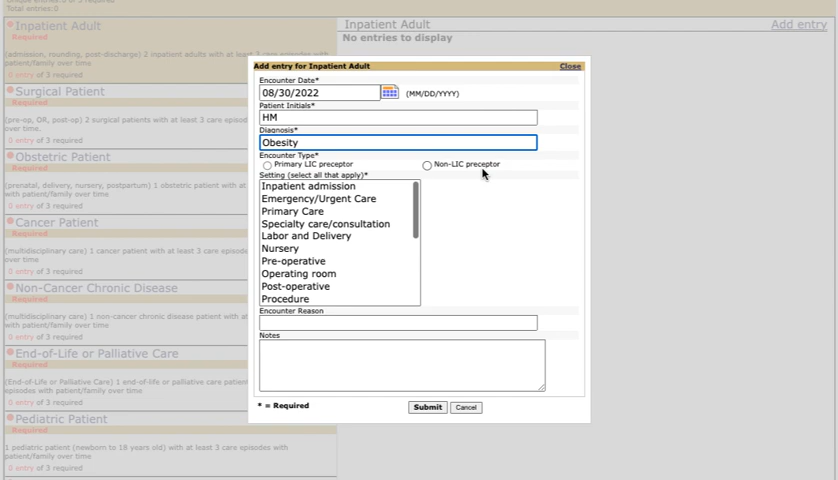 Total entries:0
Inpatient Adult
Required
(admission, rounding, post-discharge) 2 inpatient adults with at least 3 care episodes with
patient/family over time
0 entry of 3 required
Surgical Patient
Required
(pre-op, OR, post-op) 2 surgical patients with at least 3 care episod
over time.
0 entry of 3 required
Obstetric Patient
Required
(prenatal, delivery, nursery, postpartum) 1 obstetric patient with at
with patient/family over time
0 entry of 3 required
Cancer Patient
Required
(multidisciplinary care) 1 cancer patient with at least 3 care episode
over time
0 entry of 3 required
Non-Cancer Chronic Disease
Required
(multidisciplinary care) 1 non-cancer chronic disease patient with at
with patient/family over time
0 entry of 3 required
End-of-Life or Palliative Care
Required
(End-of-Life or Palliative Care) 1 end-of-life or palliative care patient
episodes with patient/family over time
0 entry of 3 required
Pediatric Patient
Required
1 pediatric patient (newborn to 18 years old) with at least 3 care episodes with
patient/family over time
0 entry of 3 required
Inpatient Adult Add entry
No entries to display
Add entry for Inpatient Adult Close
Encounter Date*
08/30/2022 (MM/DD/YYYY)
Patient Initials*
HM
Diagnosis*
Obesity
Encounter Type*
Primary LIC preceptor Non-LIC preceptor
Setting (select all that apply)*
Inpatient admission
Emergency/Urgent Care
Primary Care
Specialty care/consultation
Labor and Delivery
Nursery
Pre-operative
Operating room
Post-operative
Procedure
Encounter Reason
Notes
* = Required Submit Cancel